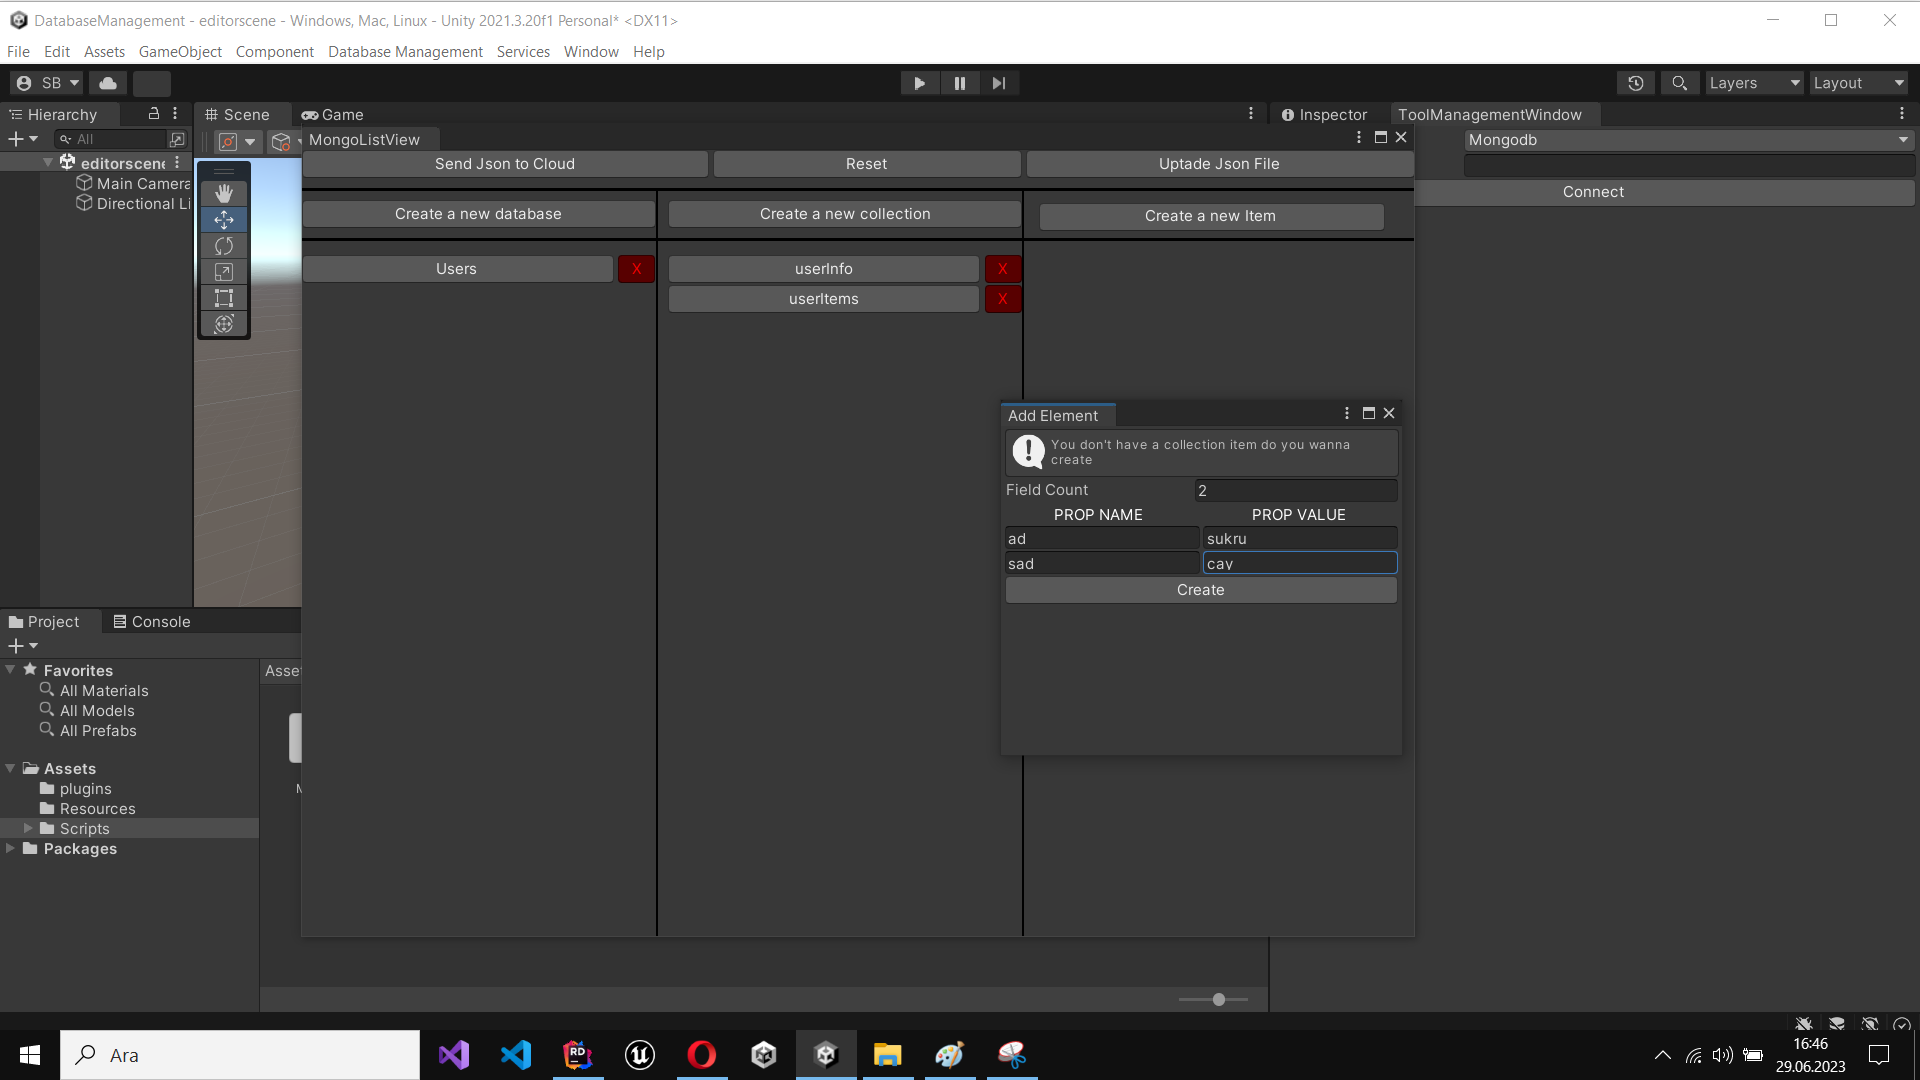 DatabaseManagement - editorscene - Windows, Mac, Linux - Unity 2021.3.20f1 Personal* <DX11>
File Edit Assets GameObject Component Database Management Services Window Help
SB
Layers
Layout
Hierarchy
Scene
Game
Inspector
ToolManagementWindow
All
MongoListView
Mongodb
Send Json to Cloud
Reset
Uptade Json File
Connect
editorscene
Main Camera
Directional Li
Create a new database
Create a new collection
Create a new Item
Users
X
userInfo
X
userItems
X
Add Element
You don't have a collection item do you wanna
create
Field Count
2
PROP NAME
PROP VALUE
ad
sukru
sad
cay
Create
Project
Console
Favorites
All Materials
All Models
All Prefabs
Asset
M
Assets
plugins
Resources
Scripts
Packages
Ara
RD
16:46
29.06.2023